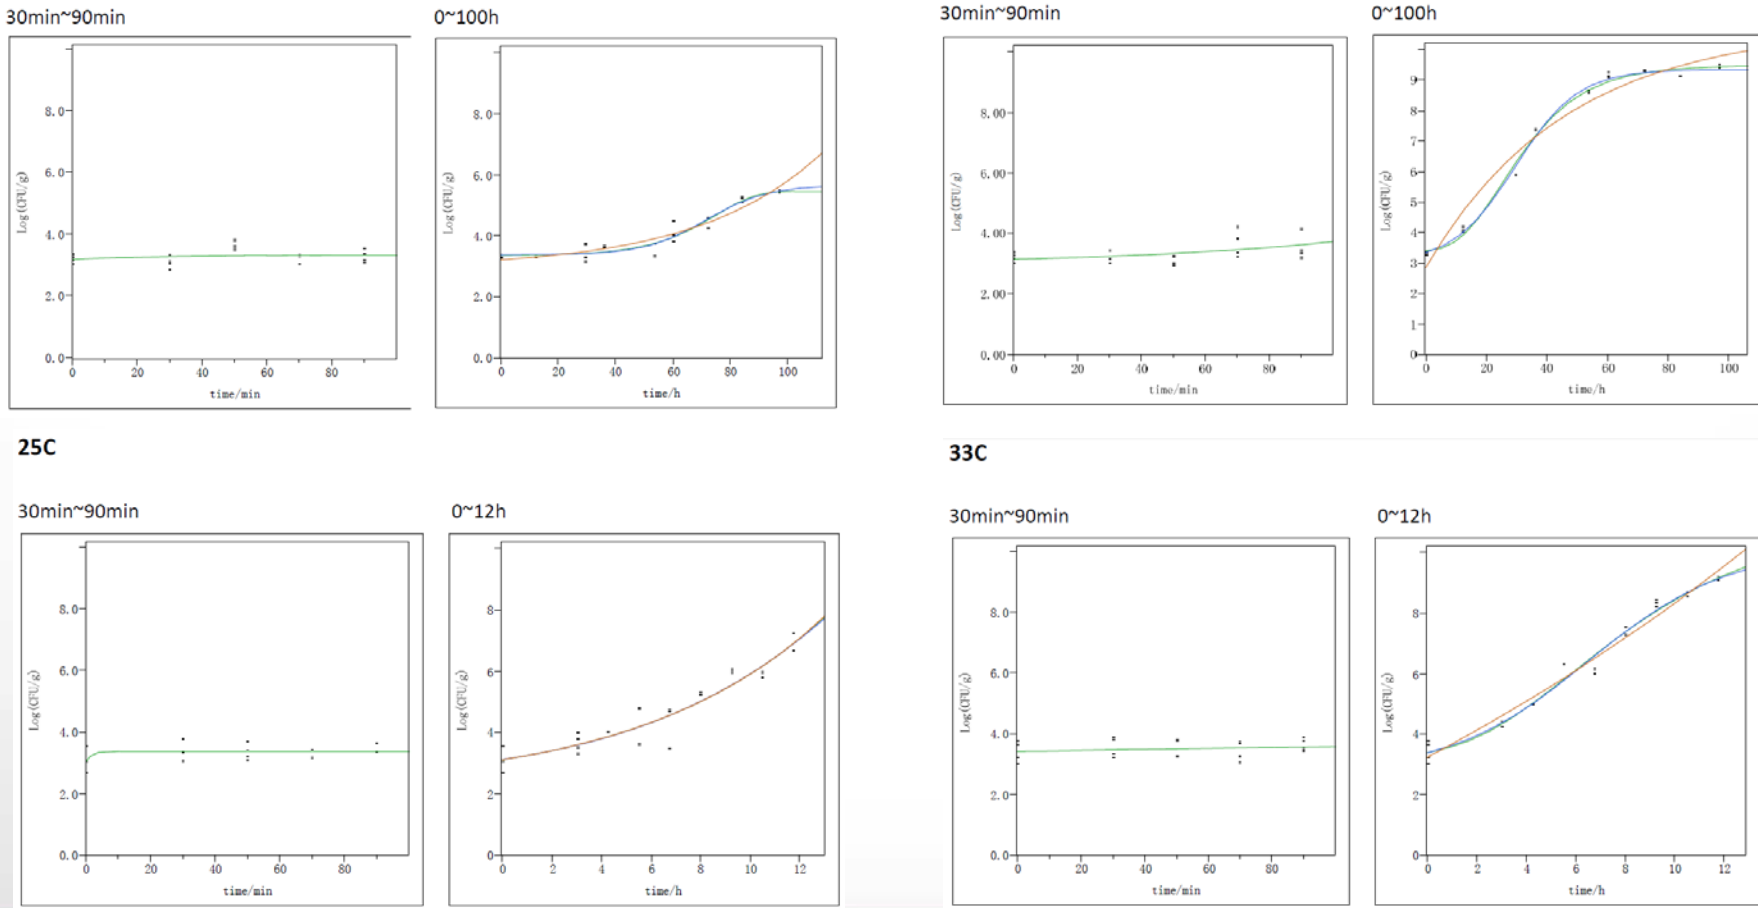 30min~90min
0~100h
30min~90min
0~100h
8.0
6.0
4.0
2.0
0.0
Log(CFU/g)
0 20 40 60 80
time/min
8.0
6.0
4.0
2.0
0.0
Log(CFU/g)
0 20 40 60 80 100
time/h
8.00
6.00
4.00
2.00
0.00
Log(CFU/g)
0 20 40 60 80
time/min
9
8
7
6
5
4
3
2
1
0
Log(CFU/g)
0 20 40 60 80 100
time/h
25C
33C
30min~90min
0~12h
30min~90min
0~12h
8.0
6.0
4.0
2.0
0.0
Log(CFU/g)
0 20 40 60 80
time/min
8
6
4
2
0
Log(CFU/g)
0 2 4 6 8 10 12
time/h
8.0
6.0
4.0
2.0
0.0
Log(CFU/g)
0 20 40 60 80
time/min
8
6
4
2
0
Log(CFU/g)
0 2 4 6 8 10 12
time/h